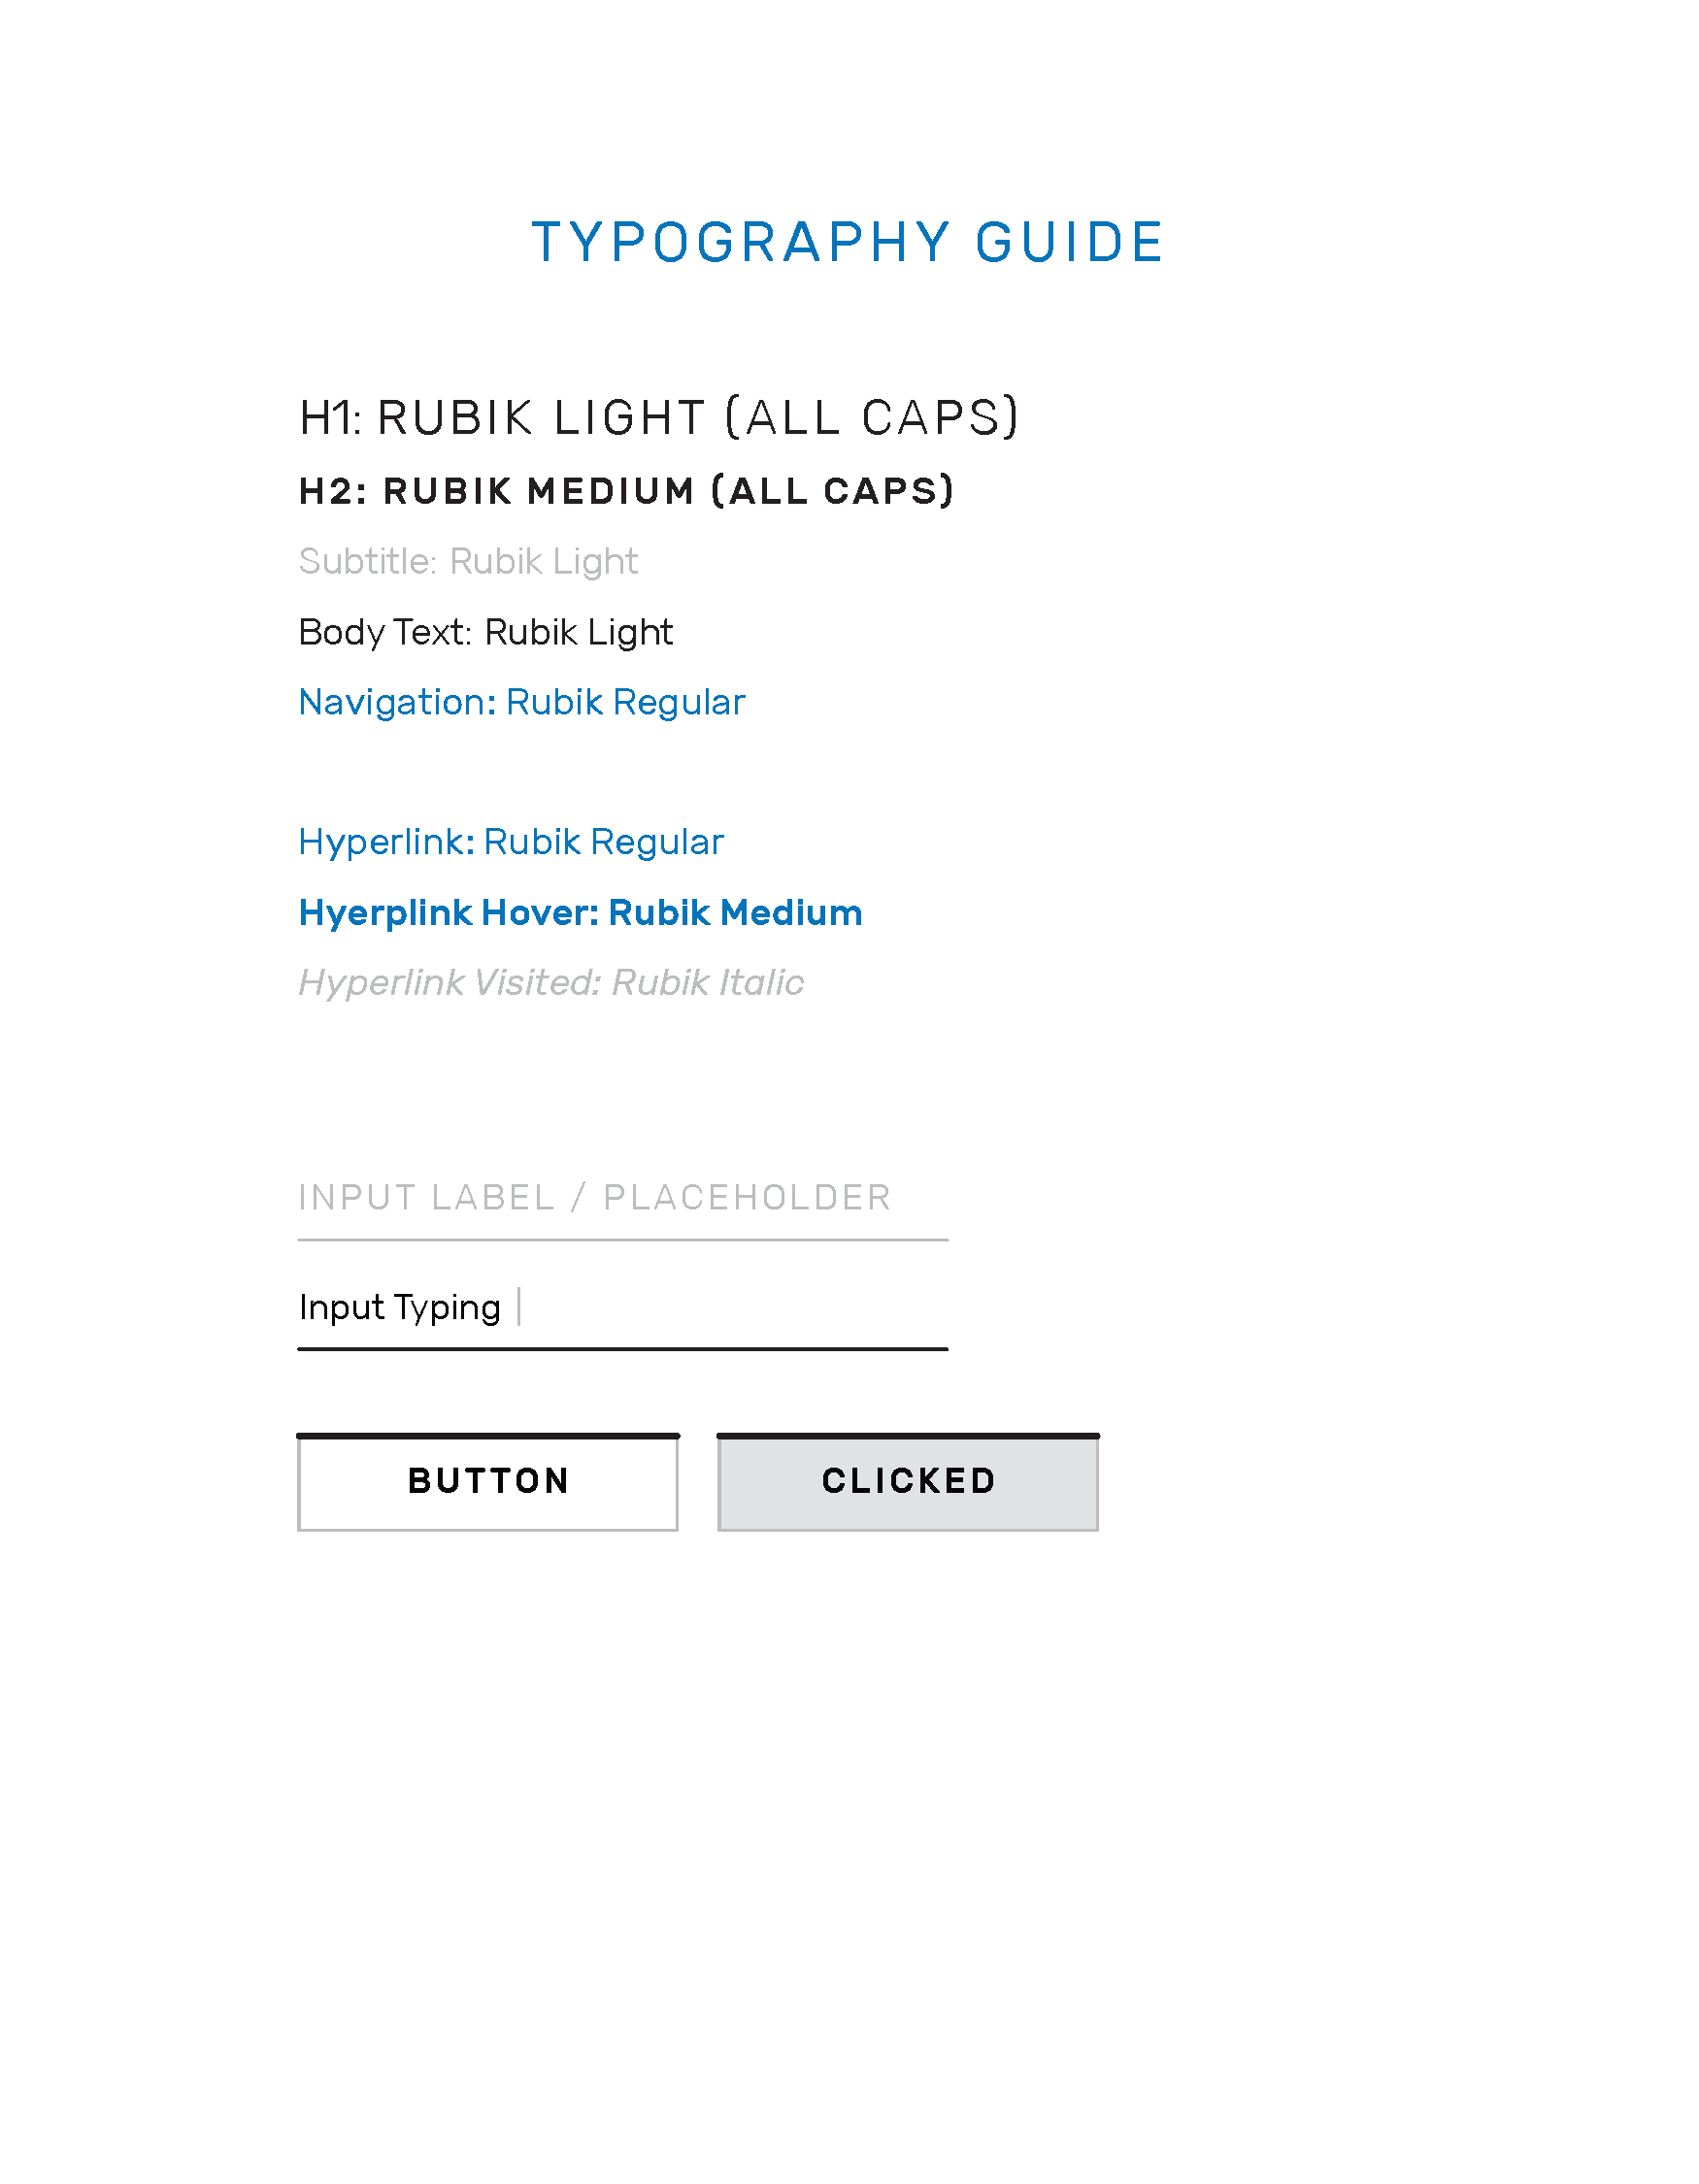 TYPOGRAPHY GUIDE
H1: RUBIK LIGHT (ALL CAPS)
H2: RUBIK MEDIUM (ALL CAPS)
Subtitle: Rubik Light
Body Text: Rubik Light
Navigation: Rubik Regular
Hyperlink: Rubik Regular
Hyerplink Hover: Rubik Medium
Hyperlink Visited: Rubik Italic
INPUT LABEL / PLACEHOLDER
Input Typing
BUTTON
CLICKED